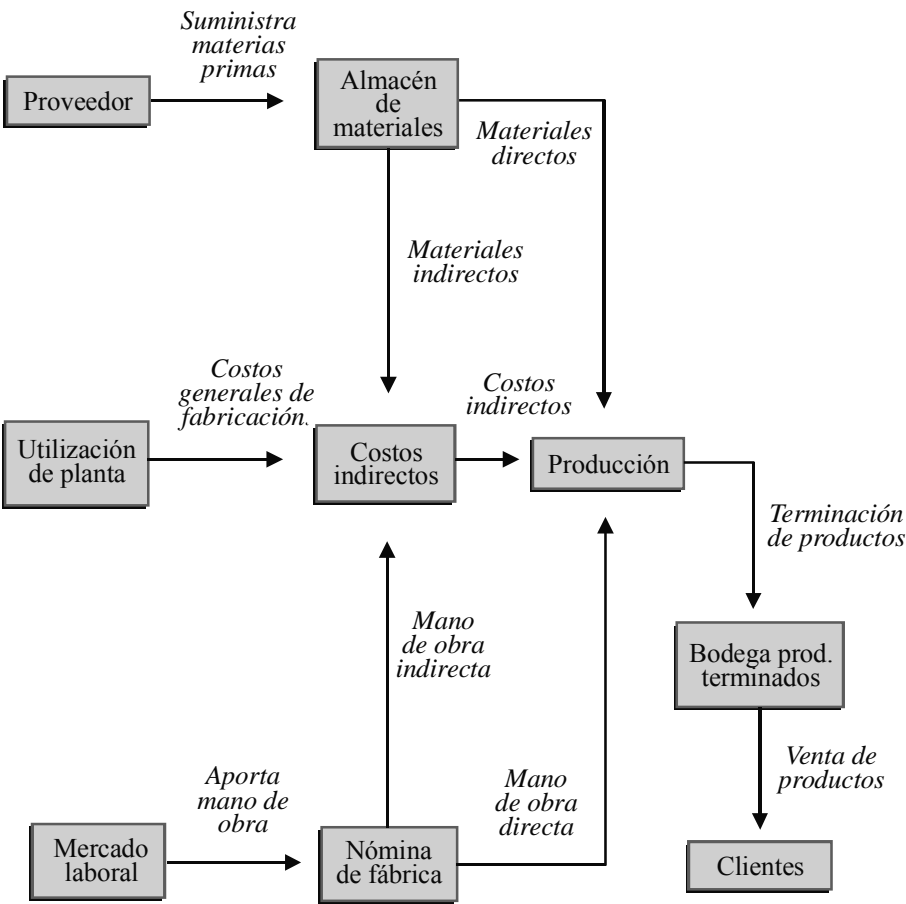 Suministra
materias
primas
Proveedor
Almacén
de
materiales
Materiales
directos
Materiales
indirectos
Costos
generales de
fabricación.
Costos
indirectos
Utilización
de planta
Costos
indirectos
Producción
Terminación
de productos
Mano
de obra
indirecta
Bodega prod.
terminados
Aporta
mano de
obra
Mano
de obra
directa
Venta de
productos
Mercado
laboral
Nómina
de fábrica
Clientes